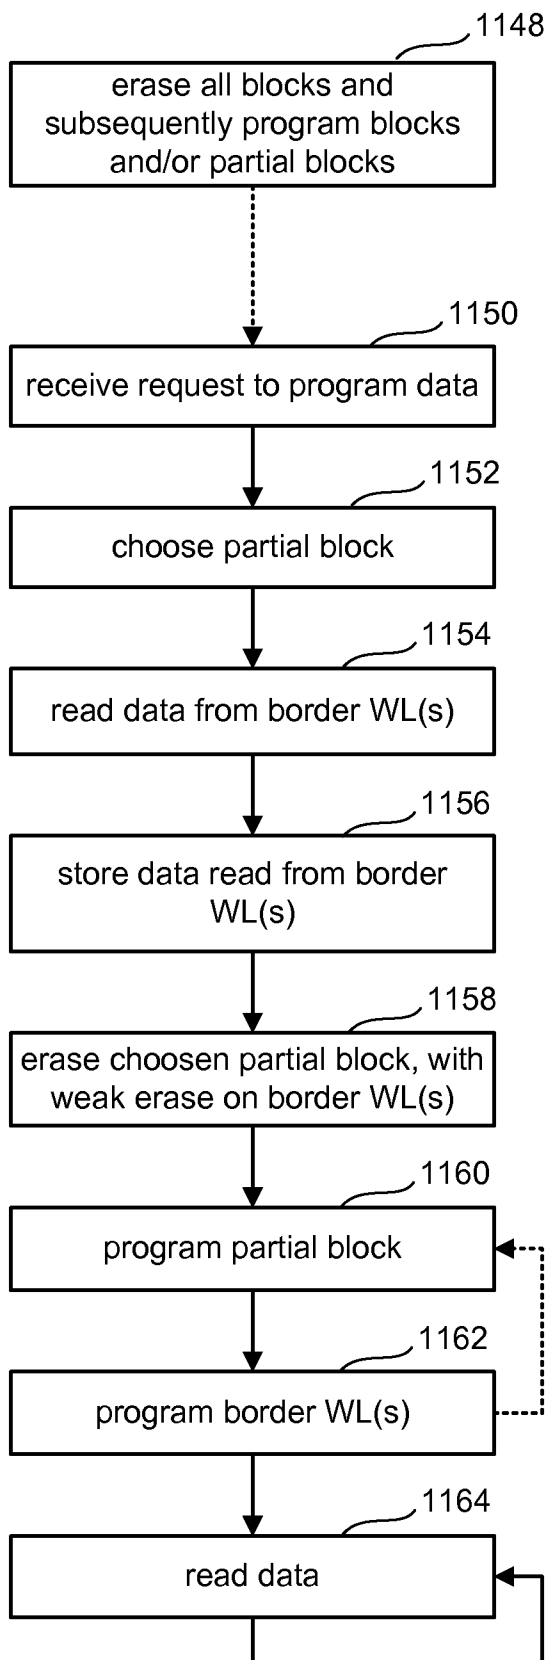 1148
erase all blocks and
subsequently program blocks
and/or partial blocks
1150
receive request to program data
1152
choose partial block
1154
read data from border WL(s)
1156
store data read from border
WL(s)
1158
erase choosen partial block, with
weak erase on border WL(s)
1160
program partial block
1162
program border WL(s)
1164
read data